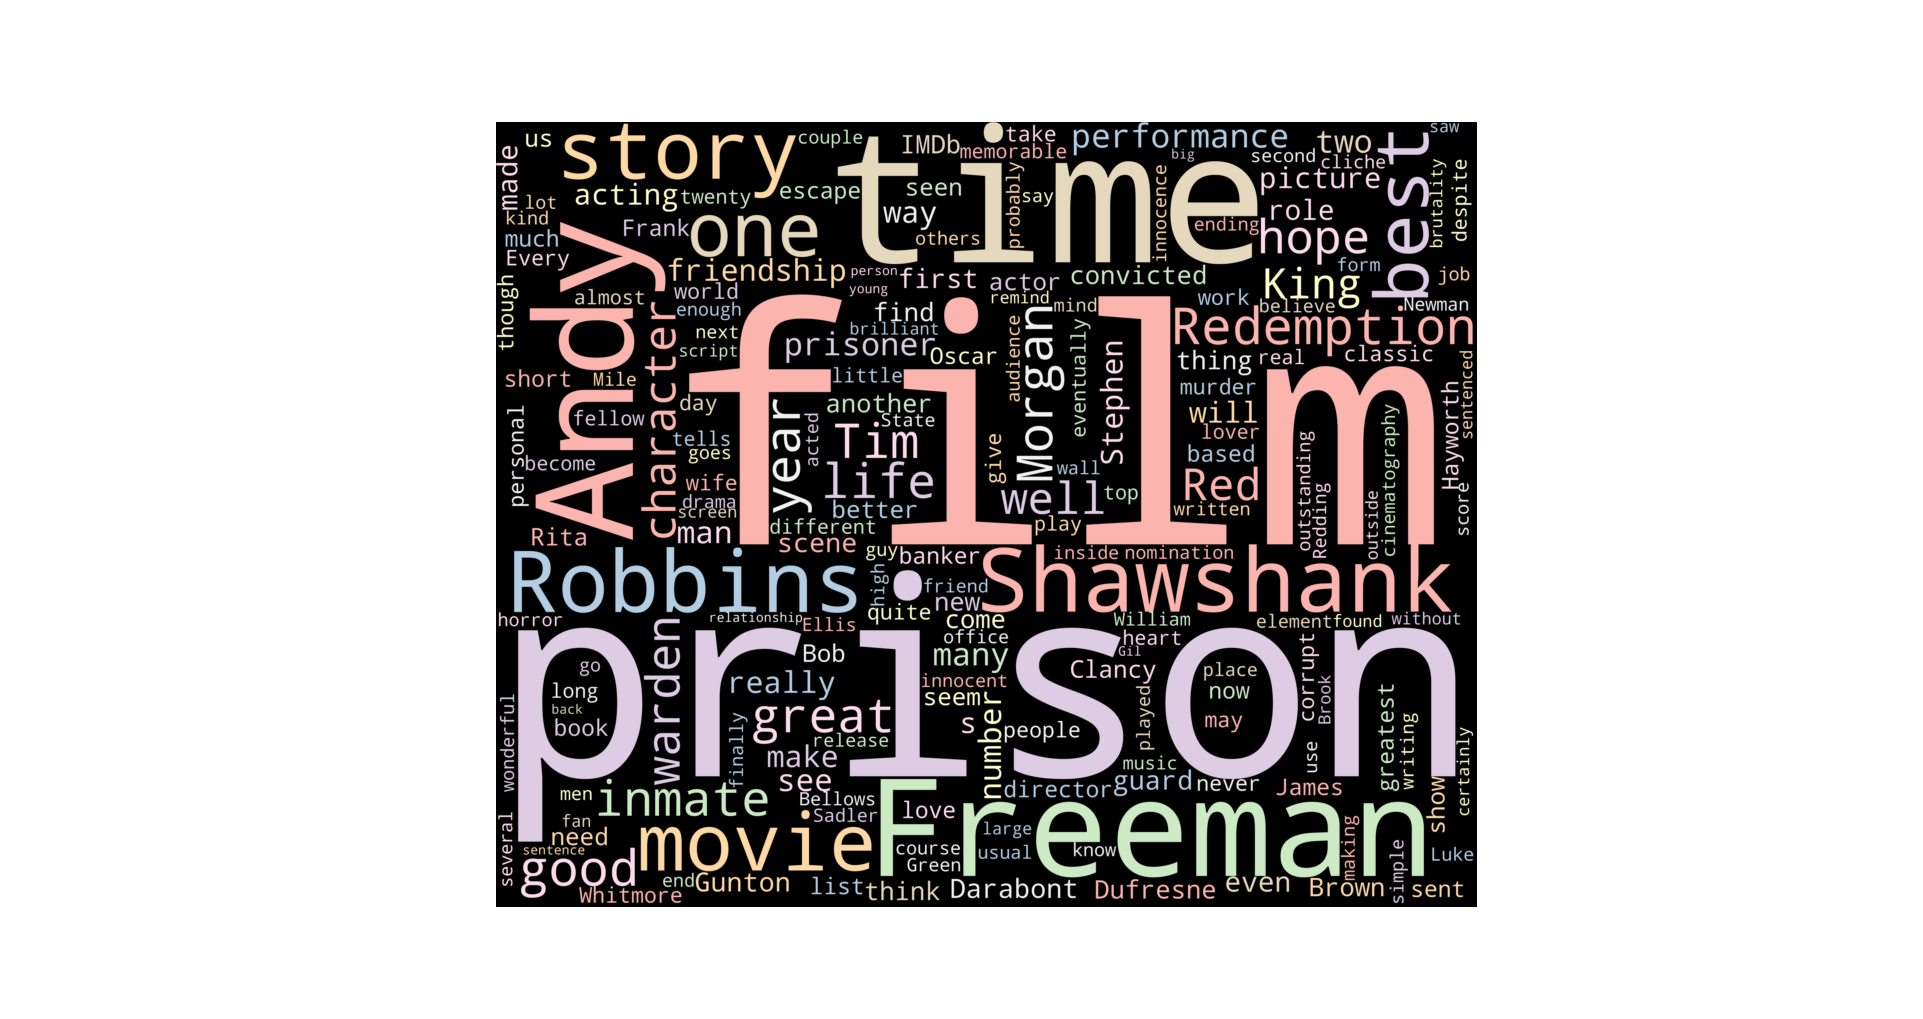 us
story
couple
time
IMDb
take
memorable
performance
big
two
best
saw
made
lot
kind
acting
twenty
escape
seen
way
say
probably
innocence
second
cliche
picture
brutality
despite
much
Every
Frank
one
others
ending
role
hope
friendship
person
first
actor
convicted
form
job
though
Andy
almost
world
enough
young
find
remind
mind
work
King
believe
Newman
character
next
script
brilliant
prisoner
Oscar
audience
Morgan
eventually
Stephen
Redemption
thing
real
classic
short
Mile
film
little
murder
sentenced
personal
fellow
day
year
acted
another
State
Tim
give
will
lover
cinematography
Hayworth
become
tells
goes
life
wall
based
outstanding
wife
drama
screen
better
well
top
Red
Redding
outside
score
Rita
man
different
scene
play
written
Robbins
guy
banker
inside
nomination
high
friend
Shawshank
horror
relationship
Ellis
quite
new
come
William
element
found
without
prison
warden
Bob
office
many
heart
Gil
corrupt
go
long
back
book
really
innocent
seem
Clancy
place
now
may
Brook
wonderful
finally
great
release
number
s
people
played
use
greatest
writing
certainly
make
see
music
director
guard
never
James
show
men
inmate
Bellows
Sadler
love
Freeman
several
fan
need
movie
course
Green
large
usual
know
making
simple
Luke
sentence
good
Whitmore
end
Gunton
list
think
Darabont
Dufresne
even
Brown
sent